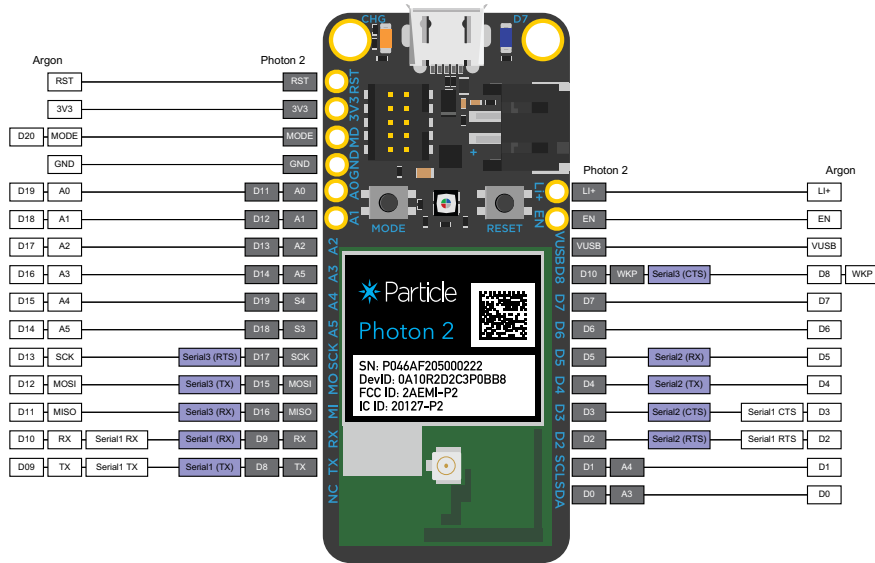 CHG D7
Argon Photon 2
RST RST
3V3 3V3
D20 MODE MODE
GND GND
D19 A0 D11 A0
D18 A1 D12 A1
D17 A2 D13 A2
D16 A3 D14 A5
D15 A4 D19 S4
D14 A5 D18 S3
D13 SCK Serial3 (RTS) D17 SCK
D12 MOSI Serial3 (TX) D15 MOSI
D11 MISO Serial3 (RX) D16 MISO
D10 RX Serial1 RX Serial1 (RX) D9 RX
D09 TX Serial1 TX Serial1 (TX) D8 TX
RST
3V3
MD
GND
A0
A1
A2
A3
A4
A5
SCK
MO
MI
RX
TX
NC
+
MODE RESET
Particle
Photon 2
SN: P046AF205000222
DevID: 0A10R2D2C3P0BB8
FCC ID: 2AEMI-P2
IC ID: 20127-P2
Li+
EN
VUSB
D8
D7
D6
D5
D4
D3
D2
SCL
SDA
Photon 2 Argon
LI+ LI+
EN EN
VUSB VUSB
D10 WKP Serial3 (CTS) D8 WKP
D7 D7
D6 D6
D5 Serial2 (RX) D5
D4 Serial2 (TX) D4
D3 Serial2 (CTS) Serial1 CTS D3
D2 Serial2 (RTS) Serial1 RTS D2
D1 A4 D1
D0 A3 D0